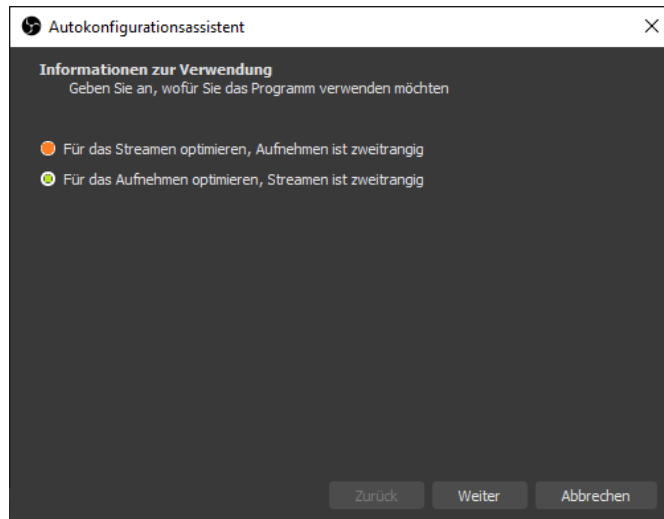 Autokonfigurationsassistent
Informationen zur Verwendung
Geben Sie an, wofür Sie das Programm verwenden möchten
Für das Streamen optimieren, Aufnehmen ist zweitrangig
Für das Aufnehmen optimieren, Streamen ist zweitrangig
Zurück Weiter Abbrechen